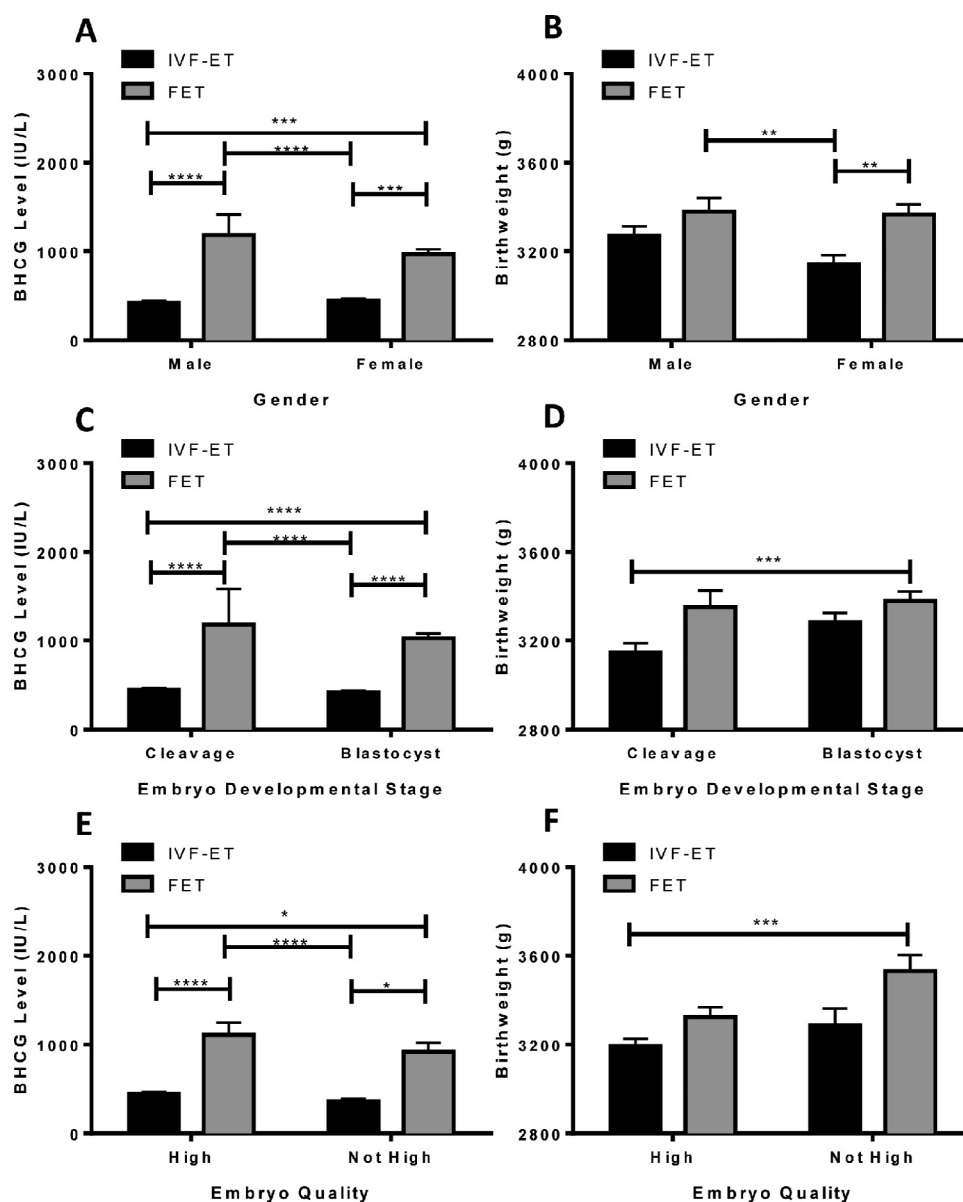 A
IVF-ET
FET
BHCG Level (IU/L)
3000
2000
1000
0
***
****
****
***
Male
Female
Gender
B
IVF-ET
FET
Birthweight (g)
4000
3600
3200
2800
**
**
Male
Female
Gender
C
IVF-ET
FET
BHCG Level (IU/L)
3000
2000
1000
0
****
****
****
****
Cleavage
Blastocyst
Embryo Developmental Stage
D
IVF-ET
FET
Birthweight (g)
4000
3600
3200
2800
***
Cleavage
Blastocyst
Embryo Developmental Stage
E
IVF-ET
FET
BHCG Level (IU/L)
3000
2000
1000
0
*
****
****
*
High
Not High
Embryo Quality
F
IVF-ET
FET
Birthweight (g)
4000
3600
3200
2800
***
High
Not High
Embryo Quality